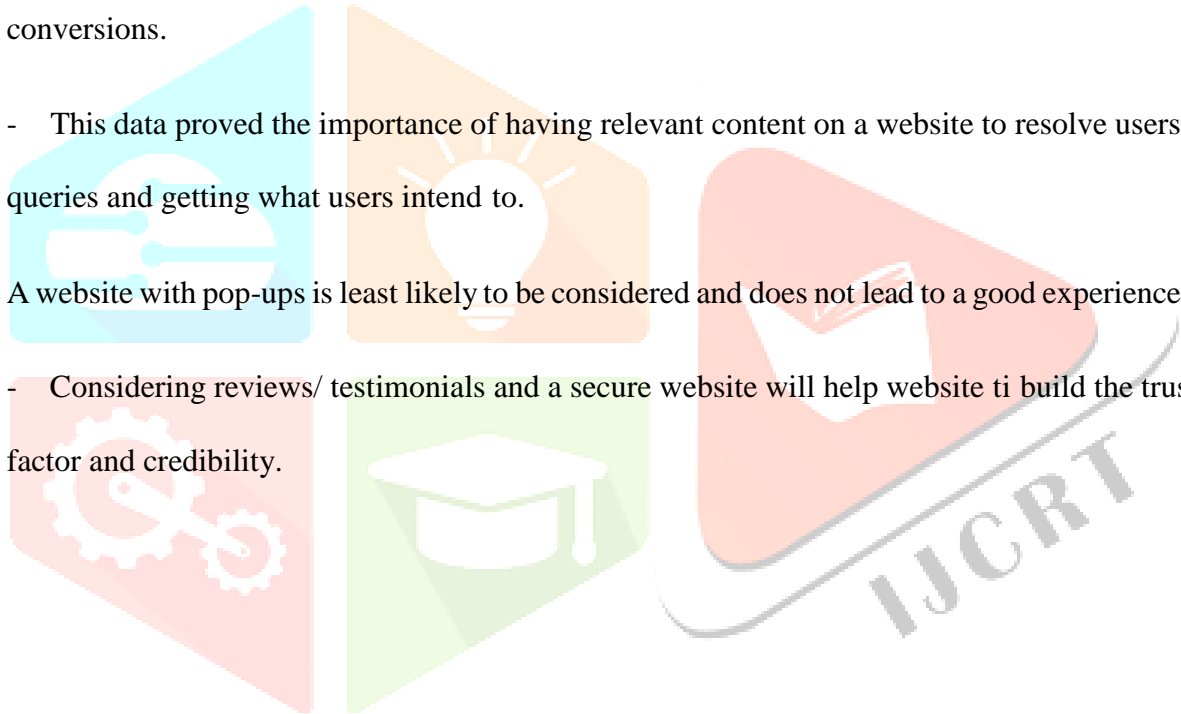 conversions.
- This data proved the importance of having relevant content on a website to resolve users
queries and getting what users intend to.
A website with pop-ups is least likely to be considered and does not lead to a good experience
- Considering reviews/ testimonials and a secure website will help website ti build the trus
factor and credibility.
IJCRT